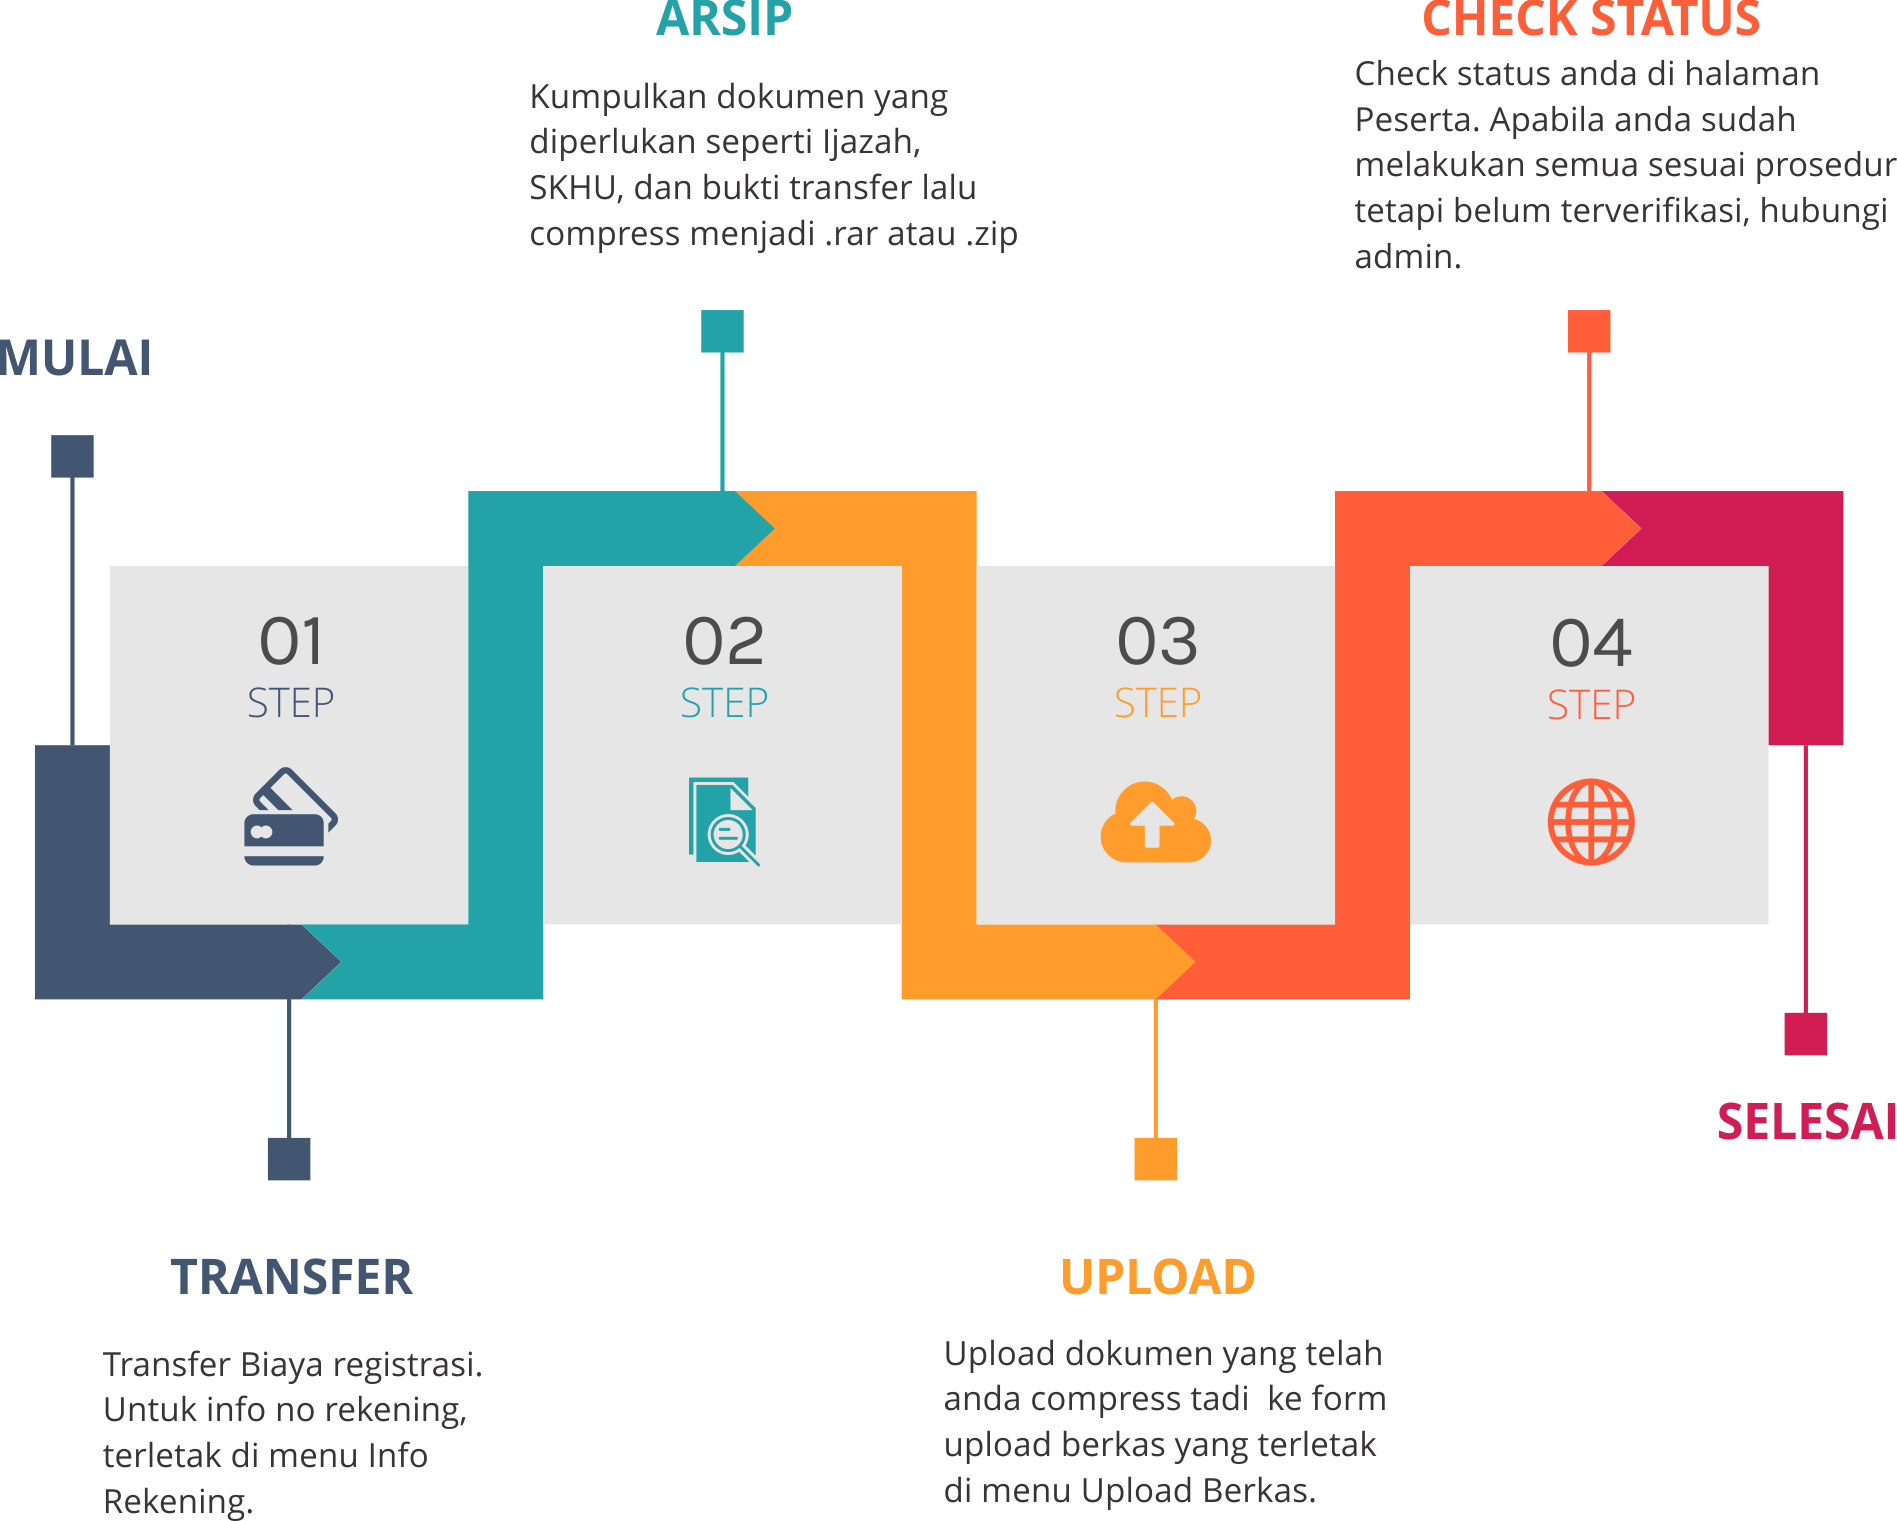 ARSIP
Kumpulkan dokumen yang
diperlukan seperti Ijazah,
SKHU, dan bukti transfer lalu
compress menjadi .rar atau .zip
CHECK STATUS
Check status anda di halaman
Peserta. Apabila anda sudah
melakukan semua sesuai prosedur
tetapi belum terverifikasi, hubungi
admin.
MULAI
01
STEP
02
STEP
03
STEP
04
STEP
SELESAI
TRANSFER
Transfer Biaya registrasi.
Untuk info no rekening,
terletak di menu Info
Rekening.
UPLOAD
Upload dokumen yang telah
anda compress tadi  ke form
upload berkas yang terletak
di menu Upload Berkas.